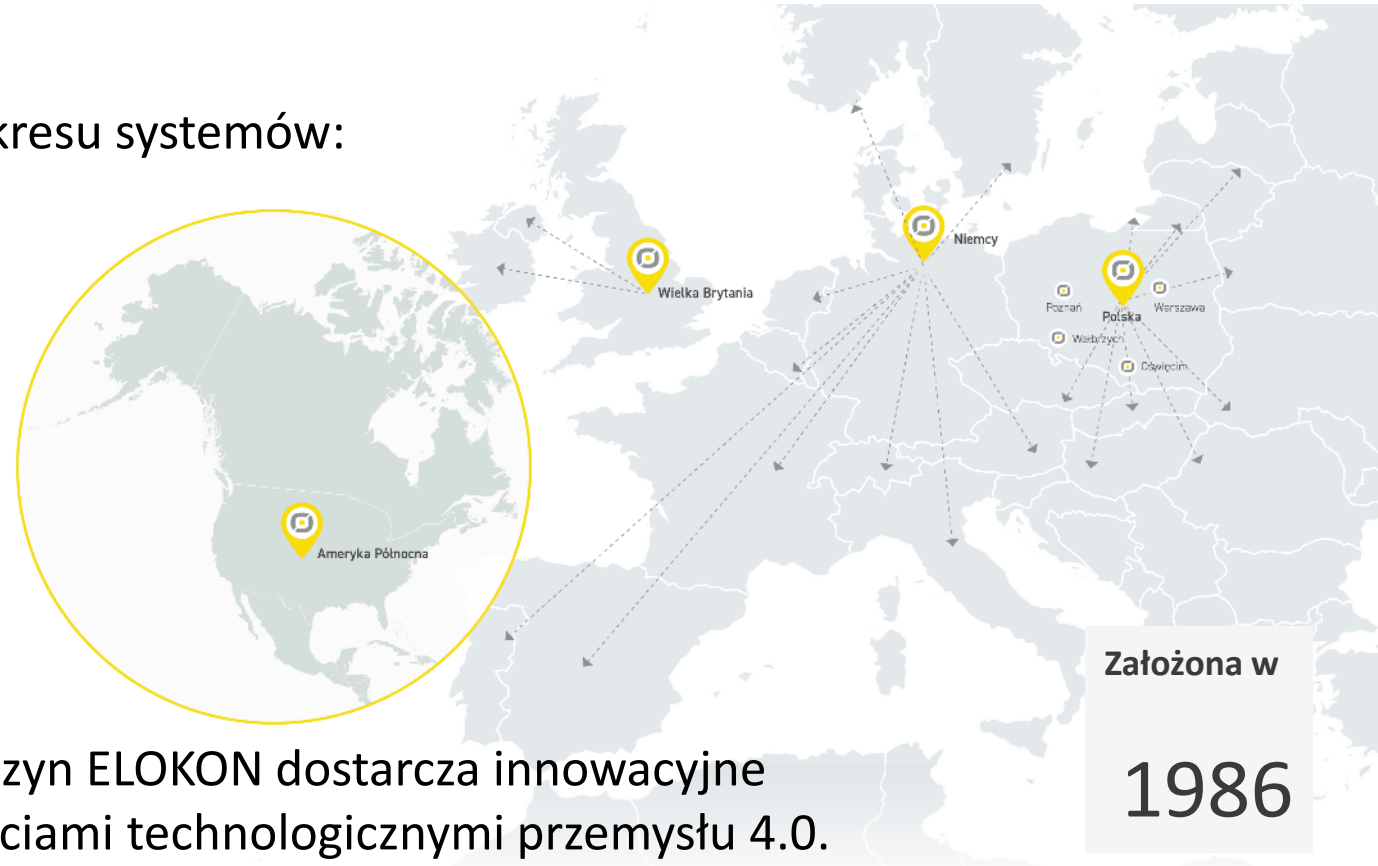 kresu systemów:
Niemcy
Wielka Brytania
Poznań
Polska
Warszawa
Wałbrzych
Oświęcim
Ameryka Północna
Założona w
1986
zyn ELOKON dostarcza innowacyjne
ciami technologicznymi przemysłu 4.0.